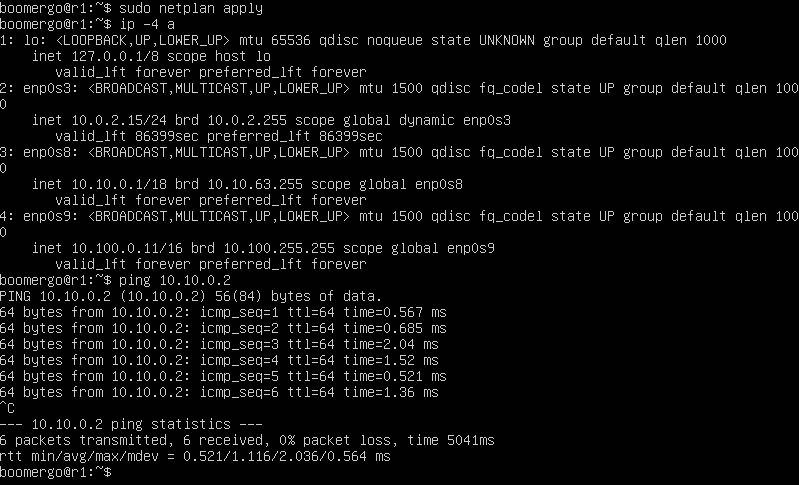 boomergo@r1:~$ sudo netplan apply
boomergo@r1:~$ ip -4 a
1: lo: <LOOPBACK,UP,LOWER_UP> mtu 65536 qdisc noqueue state UNKNOWN group default qlen 1000
    inet 127.0.0.1/8 scope host lo
       valid_lft forever preferred_lft forever
2: enp0s3: <BROADCAST,MULTICAST,UP,LOWER_UP> mtu 1500 qdisc fq_codel state UP group default qlen 100
0
    inet 10.0.2.15/24 brd 10.0.2.255 scope global dynamic enp0s3
       valid_lft 86399sec preferred_lft 86399sec
3: enp0s8: <BROADCAST,MULTICAST,UP,LOWER_UP> mtu 1500 qdisc fq_codel state UP group default qlen 100
0
    inet 10.10.0.1/18 brd 10.10.63.255 scope global enp0s8
       valid_lft forever preferred_lft forever
4: enp0s9: <BROADCAST,MULTICAST,UP,LOWER_UP> mtu 1500 qdisc fq_codel state UP group default qlen 100
0
    inet 10.100.0.11/16 brd 10.100.255.255 scope global enp0s9
       valid_lft forever preferred_lft forever
boomergo@r1:~$ ping 10.10.0.2
PING 10.10.0.2 (10.10.0.2) 56(84) bytes of data.
64 bytes from 10.10.0.2: icmp_seq=1 ttl=64 time=0.567 ms
64 bytes from 10.10.0.2: icmp_seq=2 ttl=64 time=0.685 ms
64 bytes from 10.10.0.2: icmp_seq=3 ttl=64 time=2.04 ms
64 bytes from 10.10.0.2: icmp_seq=4 ttl=64 time=1.52 ms
64 bytes from 10.10.0.2: icmp_seq=5 ttl=64 time=0.521 ms
64 bytes from 10.10.0.2: icmp_seq=6 ttl=64 time=1.36 ms
^C
--- 10.10.0.2 ping statistics ---
6 packets transmitted, 6 received, 0% packet loss, time 5041ms
rtt min/avg/max/mdev = 0.521/1.116/2.036/0.564 ms
boomergo@r1:~$